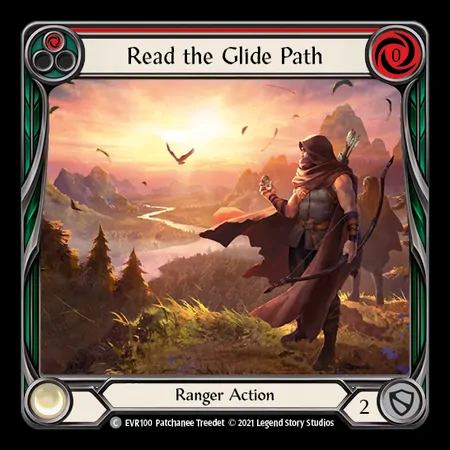 Read the Glide Path
0
Ranger Action
2
C EVR100 Patchanee Treedet © 2021 Legend Story Studios